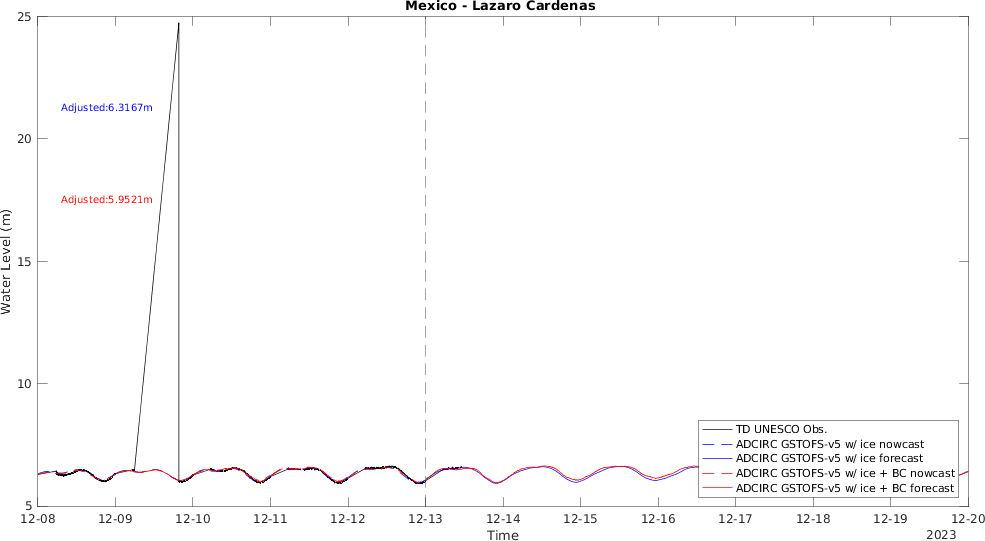 Mexico - Lazaro Cardenas
25
20
15
10
5
Water Level (m)
Adjusted:6.3167m
Adjusted:5.9521m
TD UNESCO Obs.
ADCIRC GSTOFS-v5 w/ ice nowcast
ADCIRC GSTOFS-v5 w/ ice forecast
ADCIRC GSTOFS-v5 w/ ice + BC nowcast
ADCIRC GSTOFS-v5 w/ ice + BC forecast
12-08 12-09 12-10 12-11 12-12 12-13 12-14 12-15 12-16 12-17 12-18 12-19 12-20
Time
2023